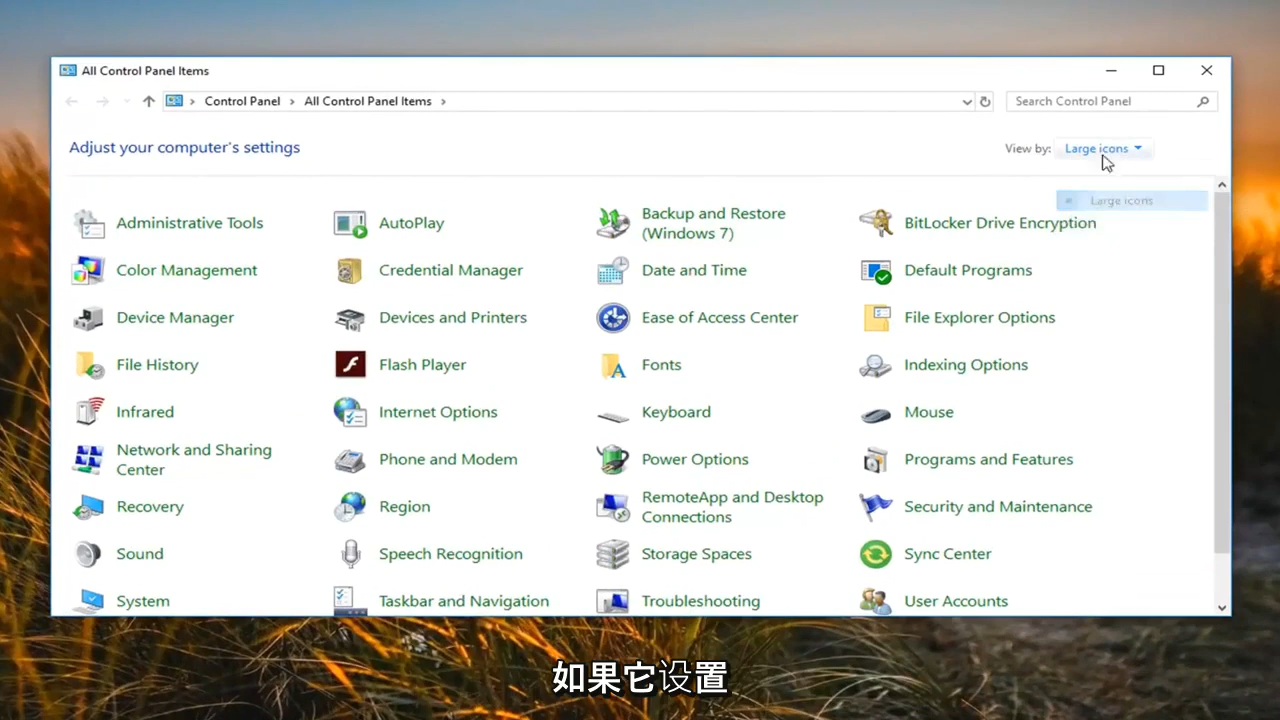 All Control Panel Items
Control Panel > All Control Panel Items >
Search Control Panel
Adjust your computer's settings
View by: Large icons
Large icons
Administrative Tools
AutoPlay
Backup and Restore
(Windows 7)
BitLocker Drive Encryption
Color Management
Credential Manager
Date and Time
Default Programs
Device Manager
Devices and Printers
Ease of Access Center
File Explorer Options
File History
Flash Player
Fonts
Indexing Options
Infrared
Internet Options
Keyboard
Mouse
Network and Sharing
Center
Phone and Modem
Power Options
Programs and Features
Recovery
Region
RemoteApp and Desktop
Connections
Security and Maintenance
Sound
Speech Recognition
Storage Spaces
Sync Center
System
Taskbar and Navigation
Troubleshooting
User Accounts
如果它设置